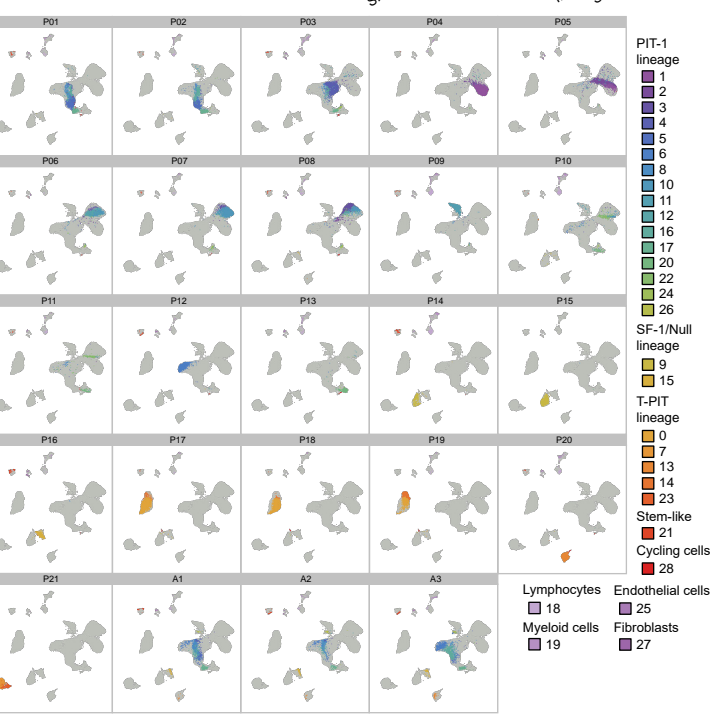 P01 P02 P03 P04 P05
P06 P07 P08 P09 P10
P11 P12 P13 P14 P15
P16 P17 P18 P19 P20
P21 A1 A2 A3
PIT-1
lineage
1
2
3
4
5
6
8
10
11
12
16
17
20
22
24
26
SF-1/Null
lineage
9
15
T-PIT
lineage
0
7
13
14
23
Stem-like
21
Cycling cells
28
Lymphocytes
18
Myeloid cells
19
Endothelial cells
25
Fibroblasts
27